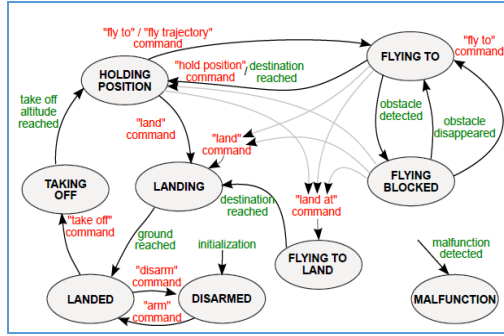 "fly to" / "fly trajectory"
command
"hold position"/ destination
command reached
HOLDING
POSITION
FLYING TO
"fly to"
command
take off
altitude
reached
"land"
command
"land"
command
obstacle
detected
obstacle
disappeared
TAKING
OFF
LANDING
FLYING
BLOCKED
destination
reached
"land at"
command
"take off"
command
ground
reached
initialization
FLYING TO
LAND
malfunction
detected
"disarm"
command
"arm"
command
LANDED
DISARMED
MALFUNCTION